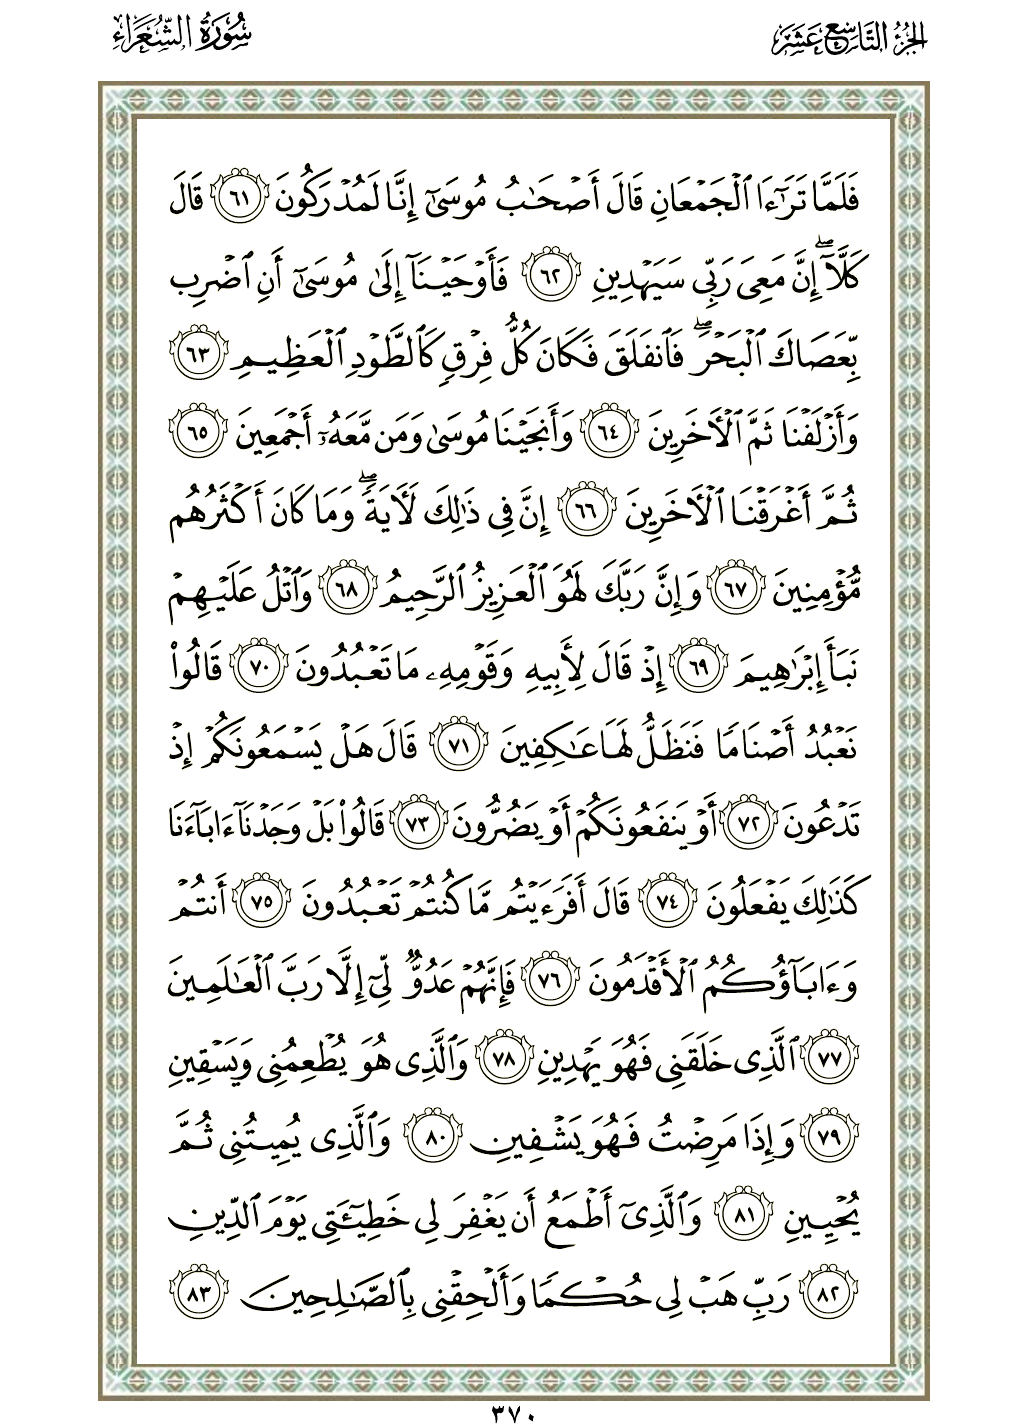 الجزء التاسع عشر
سورة الشعراء
فَلَمَّا تَرَٰٓءَا ٱلْجَمْعَانِ قَالَ أَصْحَٰبُ مُوسَىٰٓ إِنَّا لَمُدْرَكُونَ ٦١ قَالَ
كَلَّآ ۖ إِنَّ مَعِىَ رَبِّى سَيَهْدِينِ ٦٢ فَأَوْحَيْنَآ إِلَىٰ مُوسَىٰٓ أَنِ ٱضْرِب
بِّعَصَاكَ ٱلْبَحْرَ ۖ فَٱنفَلَقَ فَكَانَ كُلُّ فِرْقٍ كَٱلطَّوْدِ ٱلْعَظِيمِ ٦٣
وَأَزْلَفْنَا ثَمَّ ٱلْأَخَرِينَ ٦٤ وَأَنجَيْنَا مُوسَىٰ وَمَن مَّعَهُۥٓ أَجْمَعِينَ ٦٥
ثُمَّ أَغْرَقْنَا ٱلْأَخَرِينَ ٦٦ إِنَّ فِى ذَٰلِكَ لَأَيَةً ۖ وَمَا كَانَ أَكْثَرُهُم
مُّؤْمِنِينَ ٦٧ وَإِنَّ رَبَّكَ لَهُوَ ٱلْعَزِيزُ ٱلرَّحِيمُ ٦٨ وَٱتْلُ عَلَيْهِمْ
نَبَأَ إِبْرَٰهِيمَ ٦٩ إِذْ قَالَ لِأَبِيهِ وَقَوْمِهِۦ مَا تَعْبُدُونَ ٧٠ قَالُوا۟
نَعْبُدُ أَصْنَامًا فَنَظَلُّ لَهَا عَٰكِفِينَ ٧١ قَالَ هَلْ يَسْمَعُونَكُمْ إِذْ
تَدْعُونَ ٧٢ أَوْ يَنفَعُونَكُمْ أَوْ يَضُرُّونَ ٧٣ قَالُوا۟ بَلْ وَجَدْنَآ ءَابَآءَنَا
كَذَٰلِكَ يَفْعَلُونَ ٧٤ قَالَ أَفَرَءَيْتُم مَّا كُنتُمْ تَعْبُدُونَ ٧٥ أَنتُمْ
وَءَابَآؤُكُمُ ٱلْأَقْدَمُونَ ٧٦ فَإِنَّهُمْ عَدُوٌّ لِّىٓ إِلَّا رَبَّ ٱلْعَٰلَمِينَ
٧٧ ٱلَّذِى خَلَقَنِى فَهُوَ يَهْدِينِ ٧٨ وَٱلَّذِى هُوَ يُطْعِمُنِى وَيَسْقِينِ
٧٩ وَإِذَا مَرِضْتُ فَهُوَ يَشْفِينِ ٨٠ وَٱلَّذِى يُمِيتُنِى ثُمَّ
يُحْيِينِ ٨١ وَٱلَّذِىٓ أَطْمَعُ أَن يَغْفِرَ لِى خَطِيٓـَٔتِى يَوْمَ ٱلدِّينِ
٨٢ رَبِّ هَبْ لِى حُكْمًا وَأَلْحِقْنِى بِٱلصَّٰلِحِينَ ٨٣
٣٧٠